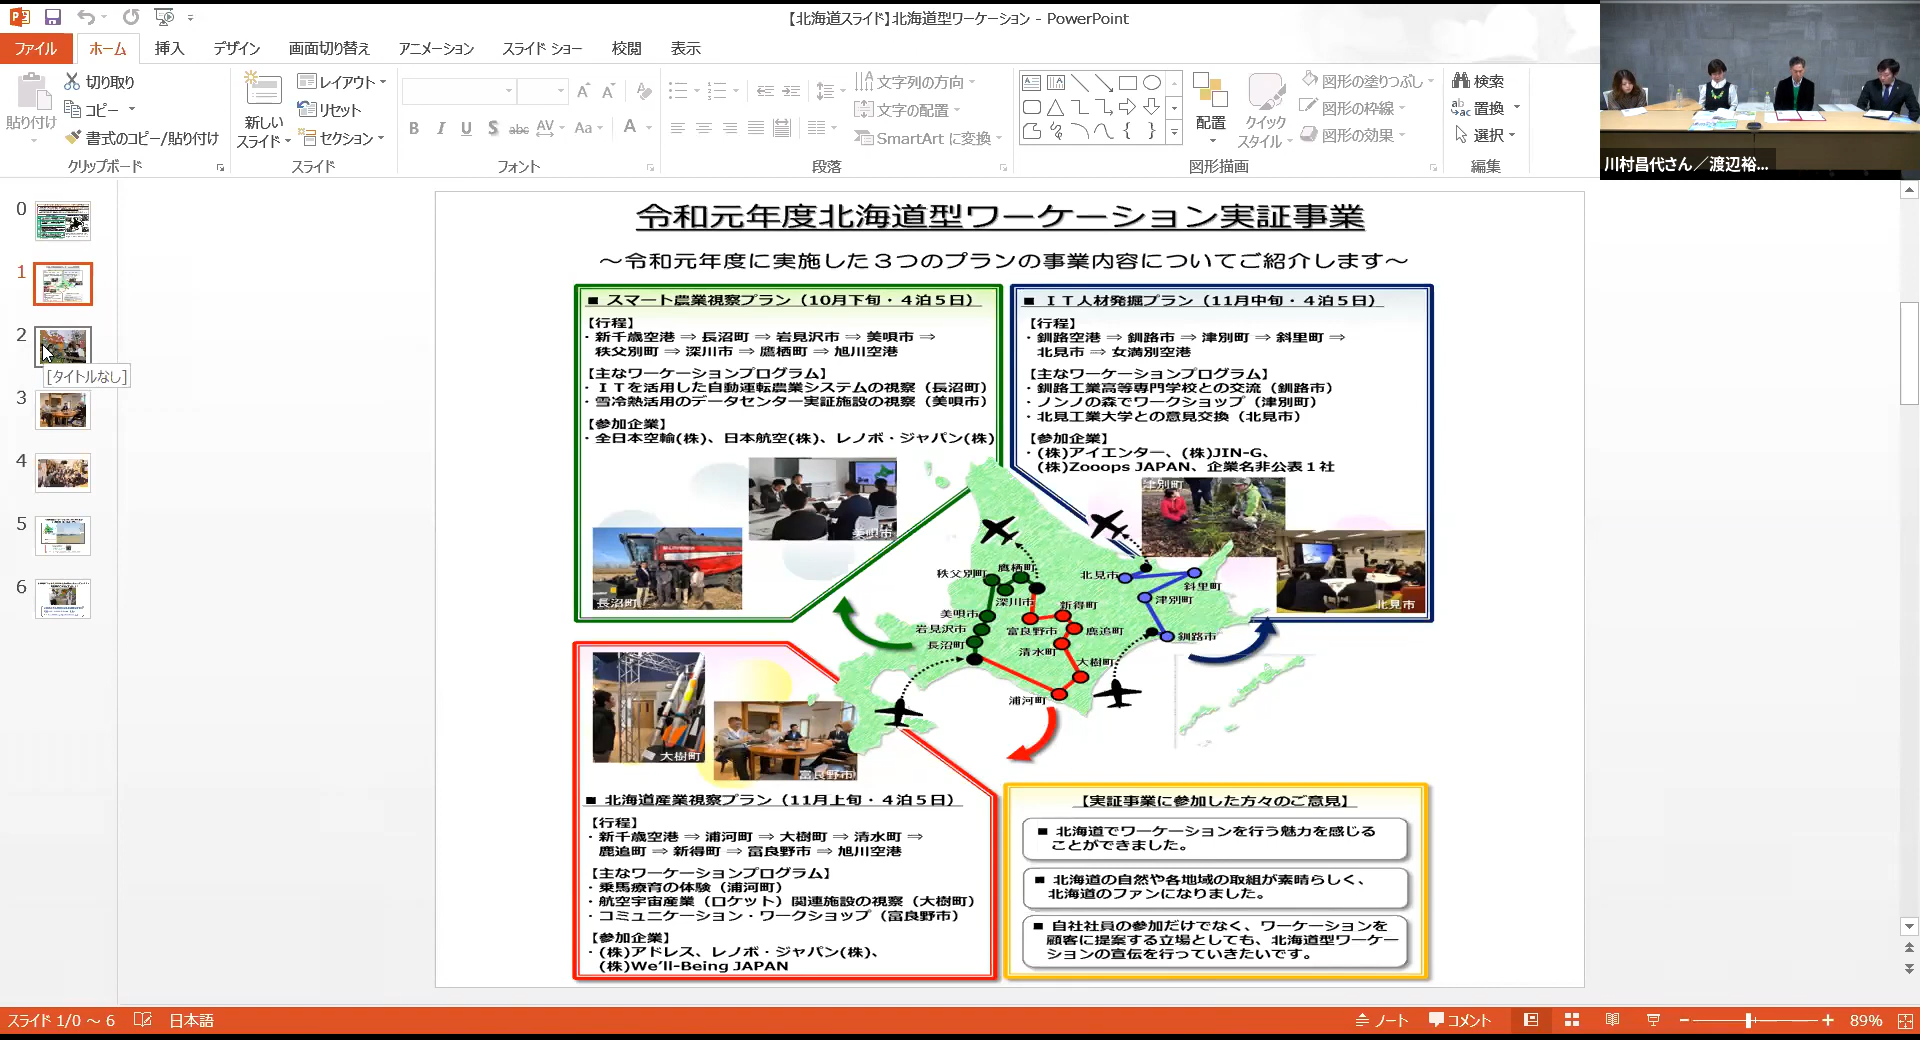 【北海道スライド】北海道型ワーケーション - PowerPoint
ファイル ホーム 挿入 デザイン 画面切り替え アニメーション スライド ショー 校閲 表示
貼り付け
切り取り
コピー
書式のコピー/貼り付け
クリップボード
新しい
スライド
レイアウト
リセット
セクション
スライド
B I U S abc AV Aa A
フォント
文字列の方向
文字の配置
SmartArt に変換
段落
配置
クイック
スタイル
図形の塗りつぶし
図形の枠線
図形の効果
図形描画
検索
置換
選択
編集
川村昌代さん／渡辺裕...
0
1
2
[タイトルなし]
3
4
5
6
令和元年度北海道型ワーケーション実証事業
～令和元年度に実施した３つのプランの事業内容についてご紹介します～
■ スマート農業視察プラン（10月下旬・４泊５日）
【行程】
・新千歳空港 ⇒ 長沼町 ⇒ 岩見沢市 ⇒ 美唄市 ⇒
秩父別町 ⇒ 深川市 ⇒ 鷹栖町 ⇒ 旭川空港
【主なワーケーションプログラム】
・ＩＴを活用した自動運転農業システムの視察（長沼町）
・雪冷熱活用のデータセンター実証施設の視察（美唄市）
【参加企業】
・全日本空輸(株)、日本航空(株)、レノボ・ジャパン(株)
美唄市
長沼町
■ ＩＴ人材発掘プラン（11月中旬・４泊５日）
【行程】
・釧路空港 ⇒ 釧路市 ⇒ 津別町 ⇒ 斜里町 ⇒
北見市 ⇒ 女満別空港
【主なワーケーションプログラム】
・釧路工業高等専門学校との交流（釧路市）
・ノンノの森でワークショップ（津別町）
・北見工業大学との意見交換（北見市）
【参加企業】
・(株)アイエンター、(株)JIN-G、
(株)Zooops JAPAN、企業名非公表１社
津別町
北見市
秩父別町
鷹栖町
深川市
美唄市
岩見沢市
長沼町
新得町
富良野市
鹿追町
清水町
大樹町
浦河町
北見市
斜里町
津別町
釧路市
大樹町
富良野市
■ 北海道産業視察プラン（11月上旬・４泊５日）
【行程】
・新千歳空港 ⇒ 浦河町 ⇒ 大樹町 ⇒ 清水町 ⇒
鹿追町 ⇒ 新得町 ⇒ 富良野市 ⇒ 旭川空港
【主なワーケーションプログラム】
・乗馬療育の体験（浦河町）
・航空宇宙産業（ロケット）関連施設の視察（大樹町）
・コミュニケーション・ワークショップ（富良野市）
【参加企業】
・(株)アドレス、レノボ・ジャパン(株)、
(株)We'll-Being JAPAN
【実証事業に参加した方々のご意見】
■ 北海道でワーケーションを行う魅力を感じる
ことができました。
■ 北海道の自然や各地域の取組が素晴らしく、
北海道のファンになりました。
■ 自社社員の参加だけでなく、ワーケーションを
顧客に提案する立場としても、北海道型ワーケー
ションの宣伝を行っていきたいです。
スライド 1/0 ～ 6 日本語
ノート コメント 89%